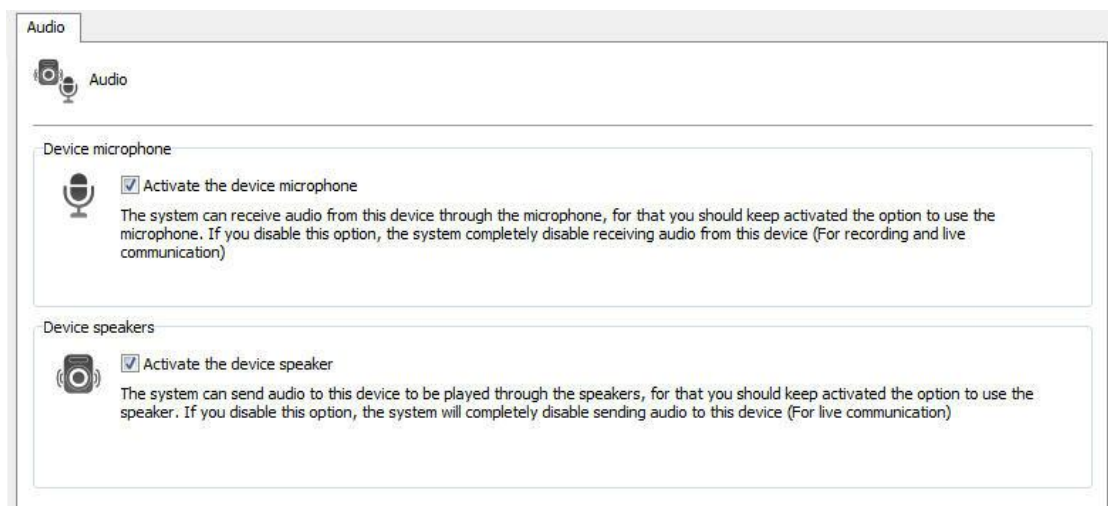 Audio
Audio
Device microphone
Activate the device microphone
The system can receive audio from this device through the microphone, for that you should keep activated the option to use the
microphone. If you disable this option, the system completely disable receiving audio from this device (For recording and live
communication)
Device speakers
Activate the device speaker
The system can send audio to this device to be played through the speakers, for that you should keep activated the option to use the
speaker. If you disable this option, the system will completely disable sending audio to this device (For live communication)